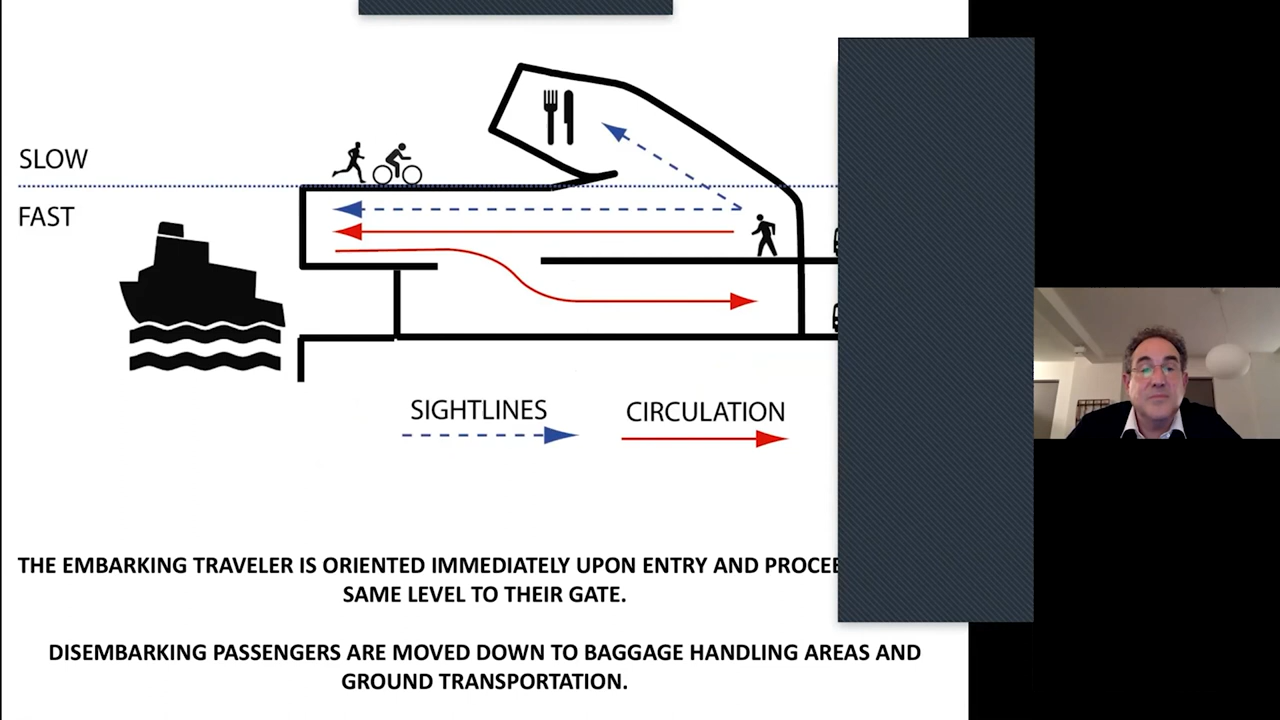 SLOW
FAST
SIGHTLINES
CIRCULATION
THE EMBARKING TRAVELER IS ORIENTED IMMEDIATELY UPON ENTRY AND
SAME LEVEL TO THEIR GATE.
DISEMBARKING PASSENGERS ARE MOVED DOWN TO BAGGAGE HANDLING AREAS AND
GROUND TRANSPORTATION.